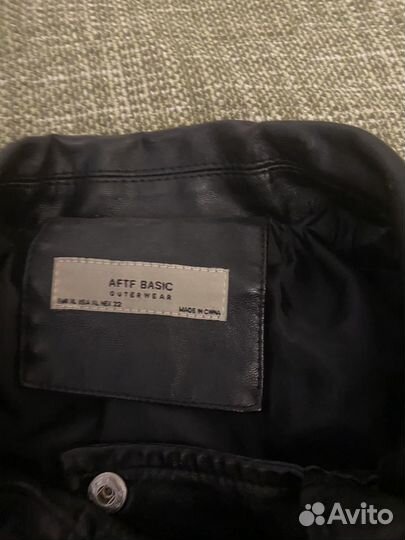 AFTF BASIC
OUTERWEAR
EUR XL USA XL MEX 32
MADE IN CHINA
Avito